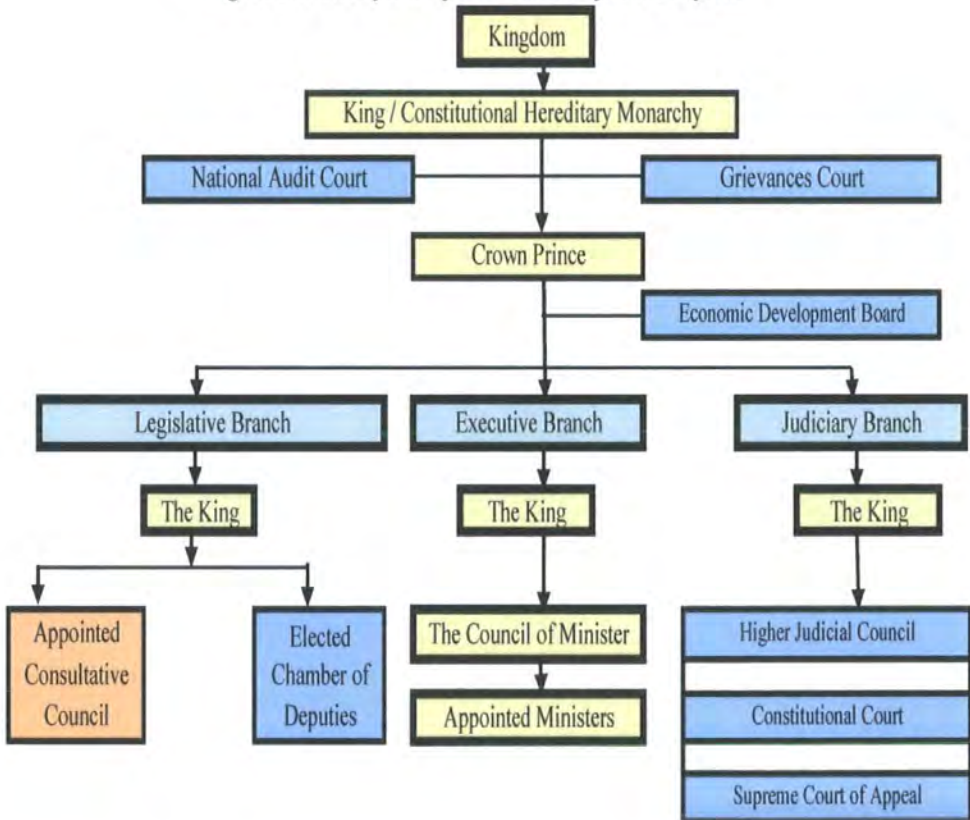 Kingdom
King / Constitutional Hereditary Monarchy
National Audit Court
Grievances Court
Crown Prince
Economic Development Board
Legislative Branch
Executive Branch
Judiciary Branch
The King
The King
The King
Appointed
Consultative
Council
Elected
Chamber of
Deputies
The Council of Minister
Appointed Ministers
Higher Judicial Council
Constitutional Court
Supreme Court of Appeal